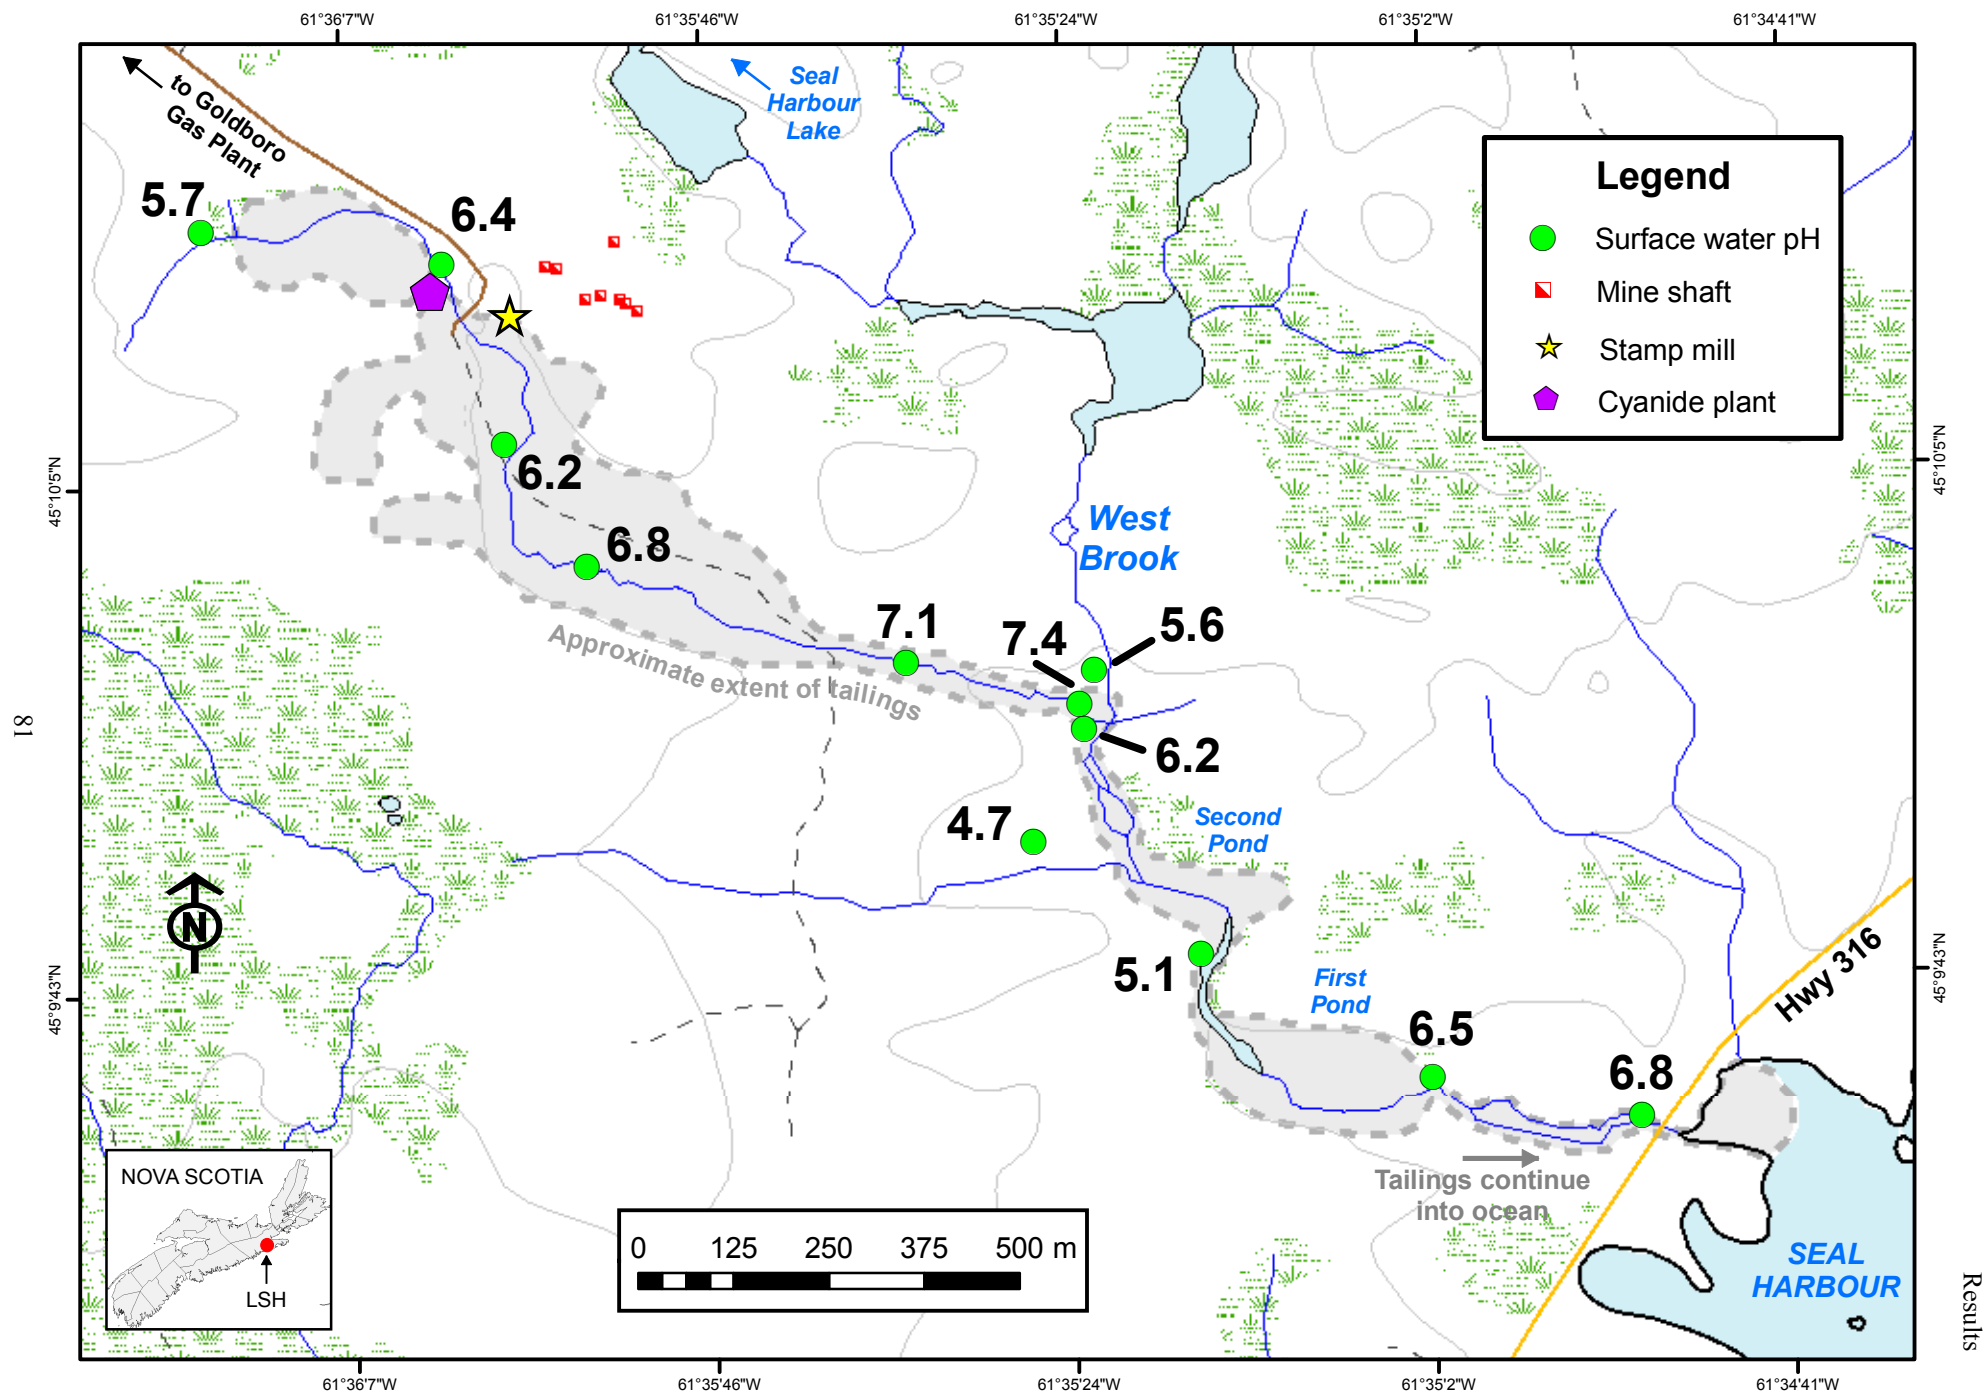 61°36'7"W
61°35'46"W
61°35'24"W
61°35'2"W
61°34'41"W
to Goldboro
Gas Plant
Seal
Harbour
Lake
Legend
Surface water pH
Mine shaft
Stamp mill
Cyanide plant
5.7
6.4
6.2
6.8
7.1
7.4
5.6
6.2
4.7
5.1
6.5
6.8
West
Brook
Approximate extent of tailings
Second
Pond
First
Pond
Hwy 316
Tailings continue
into ocean
SEAL
HARBOUR
N
NOVA SCOTIA
LSH
0 125 250 375 500 m
45°10'5"N
45°9'43"N
45°10'5"N
45°9'43"N
61°36'7"W
61°35'46"W
61°35'24"W
61°35'2"W
61°34'41"W
81
Results